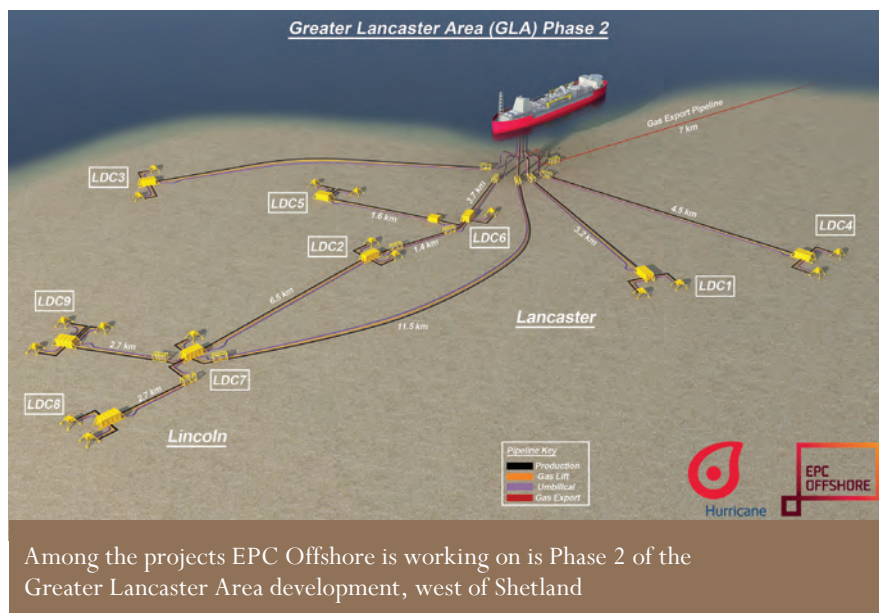 Greater Lancaster Area (GLA) Phase 2
Gas Export Pipeline
7 km
LDC3
LDC5
3.7 km
4.5 km
LDC4
1.6 km
LDC6
LDC2
1.4 km
3.2 km
LDC1
6.5 km
11.5 km
Lancaster
LDC9
2.7 km
LDC7
LDC8
2.7 km
Lincoln
Pipeline Key
Production
Gas Lift
Umbilical
Gas Export
Hurricane
EPC
OFFSHORE
Among the projects EPC Offshore is working on is Phase 2 of the
Greater Lancaster Area development, west of Shetland